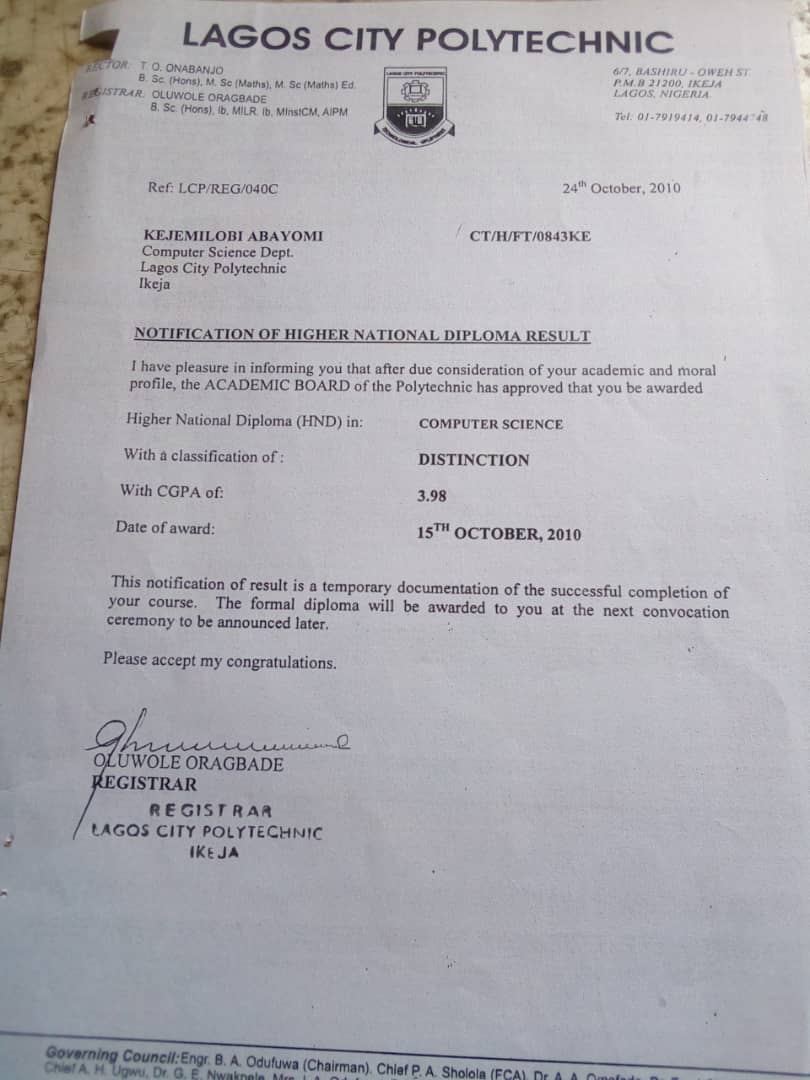 LAGOS CITY POLYTECHNIC
RECTOR: T. O. ONABANJO
B. Sc. (Hons), M. Sc (Maths), M. Sc (Maths) Ed.
REGISTRAR: OLUWOLE ORAGBADE
B. Sc. (Hons), Ib, MILR. Ib, MInstCM, AIPM
LAGOS CITY POLYTECHNIC
6/7, BASHIRU - OWEH ST.
P.M.B 21200, IKEJA
LAGOS, NIGERIA.
Tel: 01-7919414, 01-7944748
Ref: LCP/REG/040C
24th October, 2010
KEJEMILOBI ABAYOMI
CT/H/FT/0843KE
Computer Science Dept.
Lagos City Polytechnic
Ikeja
NOTIFICATION OF HIGHER NATIONAL DIPLOMA RESULT
I have pleasure in informing you that after due consideration of your academic and moral
profile, the ACADEMIC BOARD of the Polytechnic has approved that you be awarded
Higher National Diploma (HND) in: COMPUTER SCIENCE
With a classification of : DISTINCTION
With CGPA of: 3.98
Date of award: 15TH OCTOBER, 2010
This notification of result is a temporary documentation of the successful completion of
your course. The formal diploma will be awarded to you at the next convocation
ceremony to be announced later.
Please accept my congratulations.
OLUWOLE ORAGBADE
REGISTRAR
REGISTRAR
LAGOS CITY POLYTECHNIC
IKEJA
Governing Council: Engr. B. A. Odufuwa (Chairman). Chief P. A. Sholola (FCA), Dr. A. A.
Chief A. H. Ugwu, Dr. G. E.